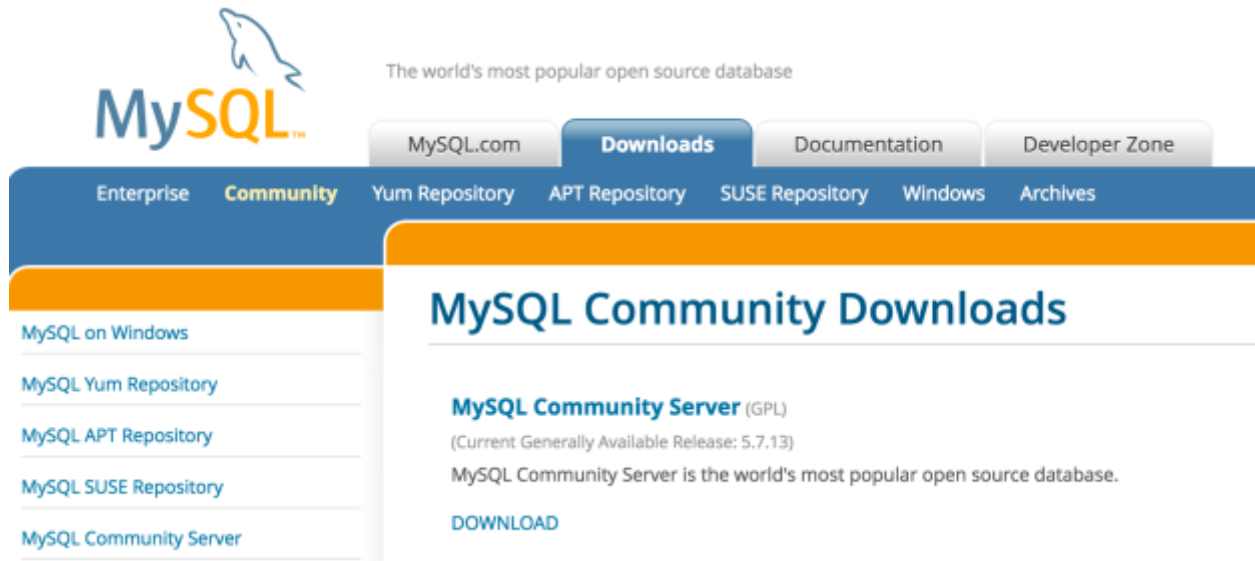 The world's most popular open source database
MySQL™
MySQL.com Downloads Documentation Developer Zone
Enterprise Community Yum Repository APT Repository SUSE Repository Windows Archives
MySQL on Windows
MySQL Yum Repository
MySQL APT Repository
MySQL SUSE Repository
MySQL Community Server
MySQL Community Downloads
MySQL Community Server (GPL)
(Current Generally Available Release: 5.7.13)
MySQL Community Server is the world's most popular open source database.
DOWNLOAD